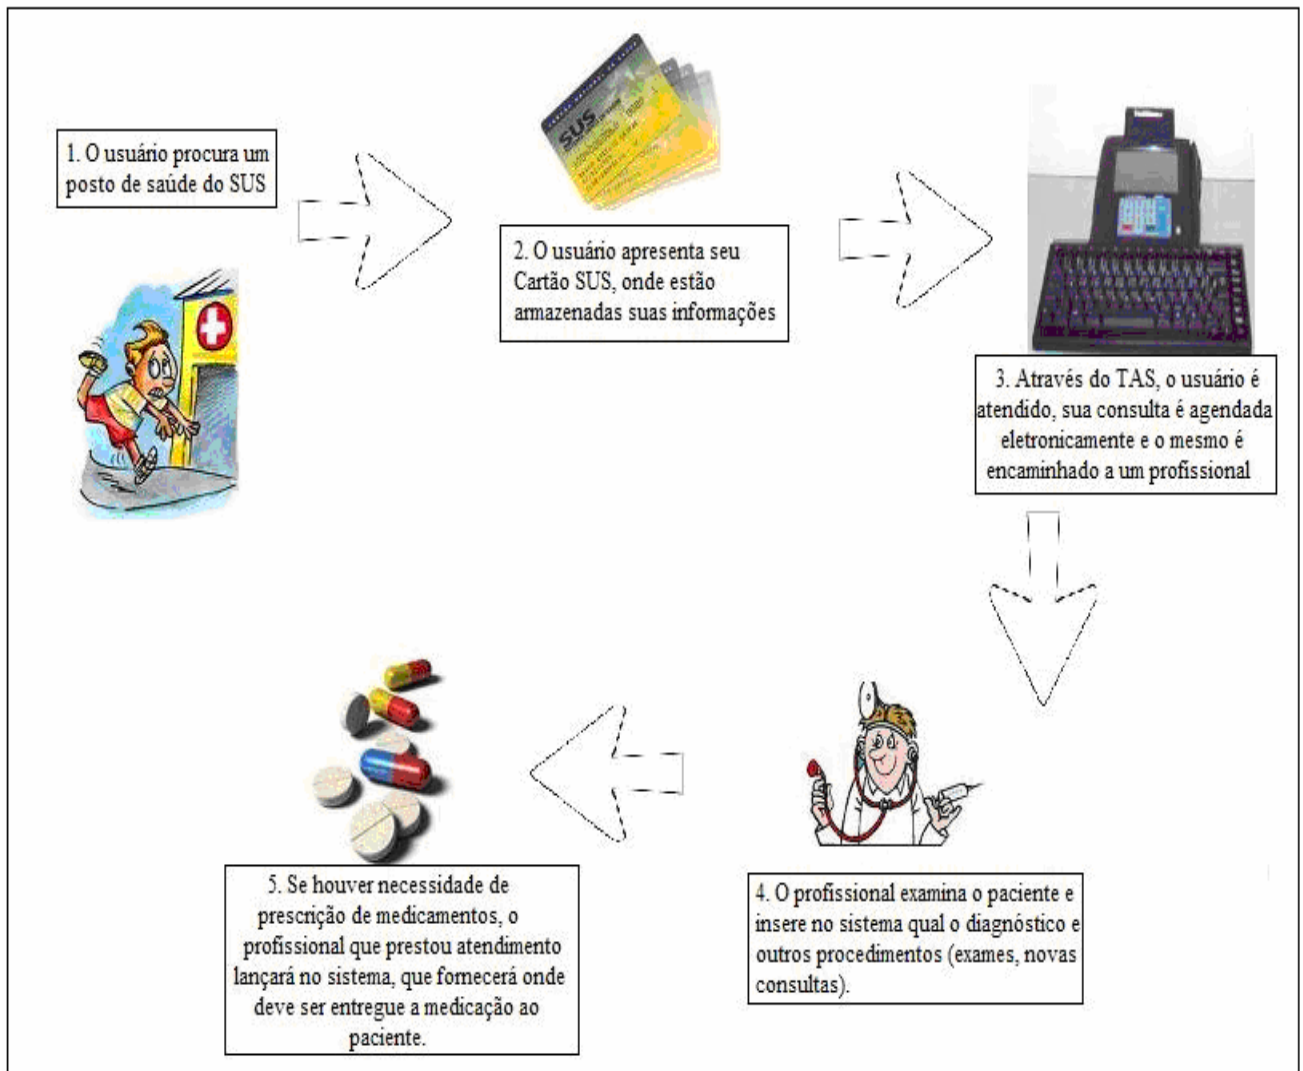 1. O usuário procura um
posto de saúde do SUS
SUS
2. O usuário apresenta seu
Cartão SUS, onde estão
armazenadas suas informações
3. Através do TAS, o usuário é
atendido, sua consulta é agendada
eletronicamente e o mesmo é
encaminhado a um profissional
4. O profissional examina o paciente e
insere no sistema qual o diagnóstico e
outros procedimentos (exames, novas
consultas).
5. Se houver necessidade de
prescrição de medicamentos, o
profissional que prestou atendimento
lançará no sistema, que fornecerá onde
deve ser entregue a medicação ao
paciente.